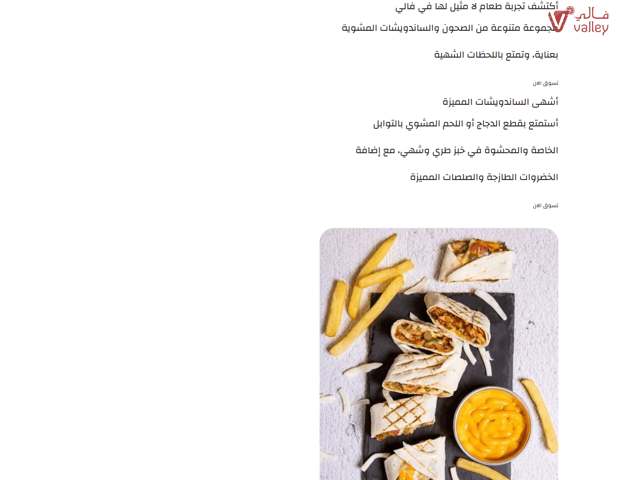 أكتشف تجربة طعام لا مثيل لها في فالي
مجموعة متنوعة من الصحون والساندويشات المشوية
بعناية، وتمتع باللحظات الشهية
تسوق الان
أشهى الساندويشات المميزة
أستمتع بقطع الدجاج أو اللحم المشوي بالتوابل
الخاصة والمحشوة في خبز طري وشهي، مع إضافة
الخضروات الطازجة والصلصات المميزة
تسوق الان
فالي
valley